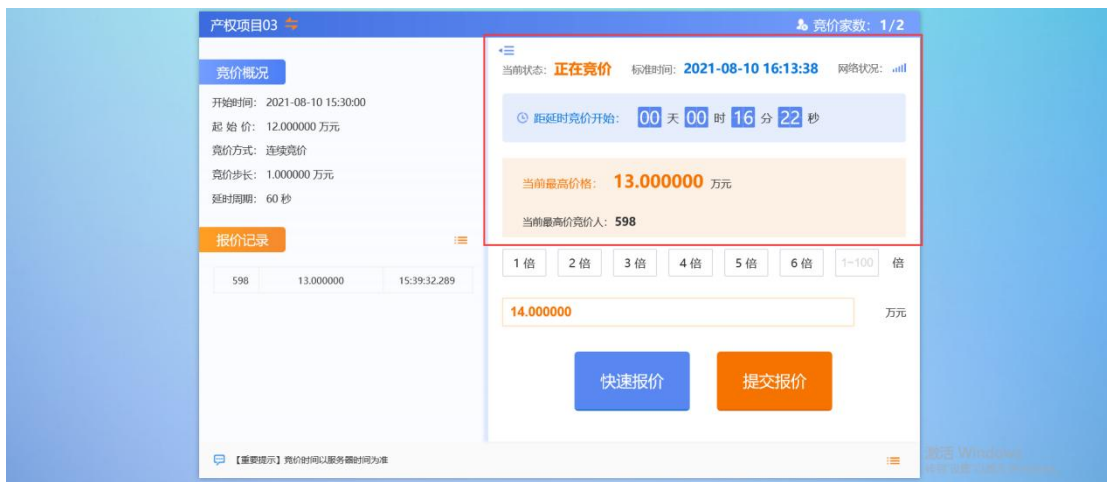 产权项目03
竞价家数: 1/2
竞价概况
开始时间: 2021-08-10 15:30:00
起 始 价: 12.000000 万元
竞价方式: 连续竞价
竞价步长: 1.000000 万元
延时周期: 60 秒
报价记录
598 13.000000 15:39:32.289
当前状态: 正在竞价 标准时间: 2021-08-10 16:13:38 网络状况:
距延时竞价开始: 00 天 00 时 16 分 22 秒
当前最高价格: 13.000000 万元
当前最高价竞价人: 598
1 倍 2 倍 3 倍 4 倍 5 倍 6 倍 1~100 倍
14.000000 万元
快速报价 提交报价
【重要提示】竞价时间以服务器时间为准
激活 Windows